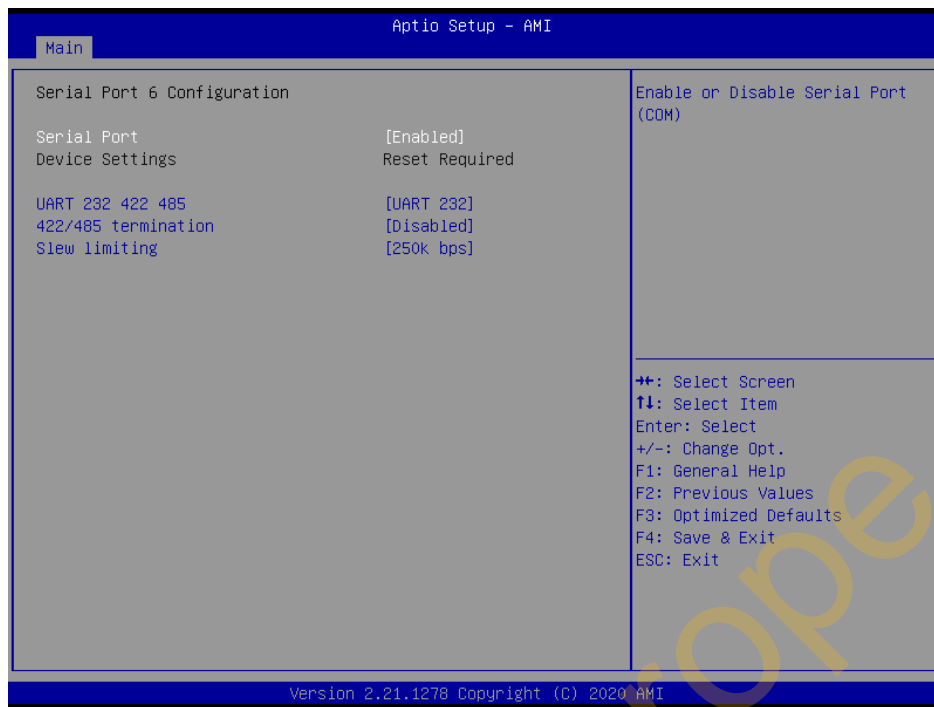 Aptio Setup – AMI
Main
Serial Port 6 Configuration
Serial Port [Enabled]
Device Settings Reset Required
UART 232 422 485 [UART 232]
422/485 termination [Disabled]
Slew limiting [250k bps]
Enable or Disable Serial Port
(COM)
→←: Select Screen
↑↓: Select Item
Enter: Select
+/-: Change Opt.
F1: General Help
F2: Previous Values
F3: Optimized Defaults
F4: Save & Exit
ESC: Exit
Version 2.21.1278 Copyright (C) 2020 AMI
rope